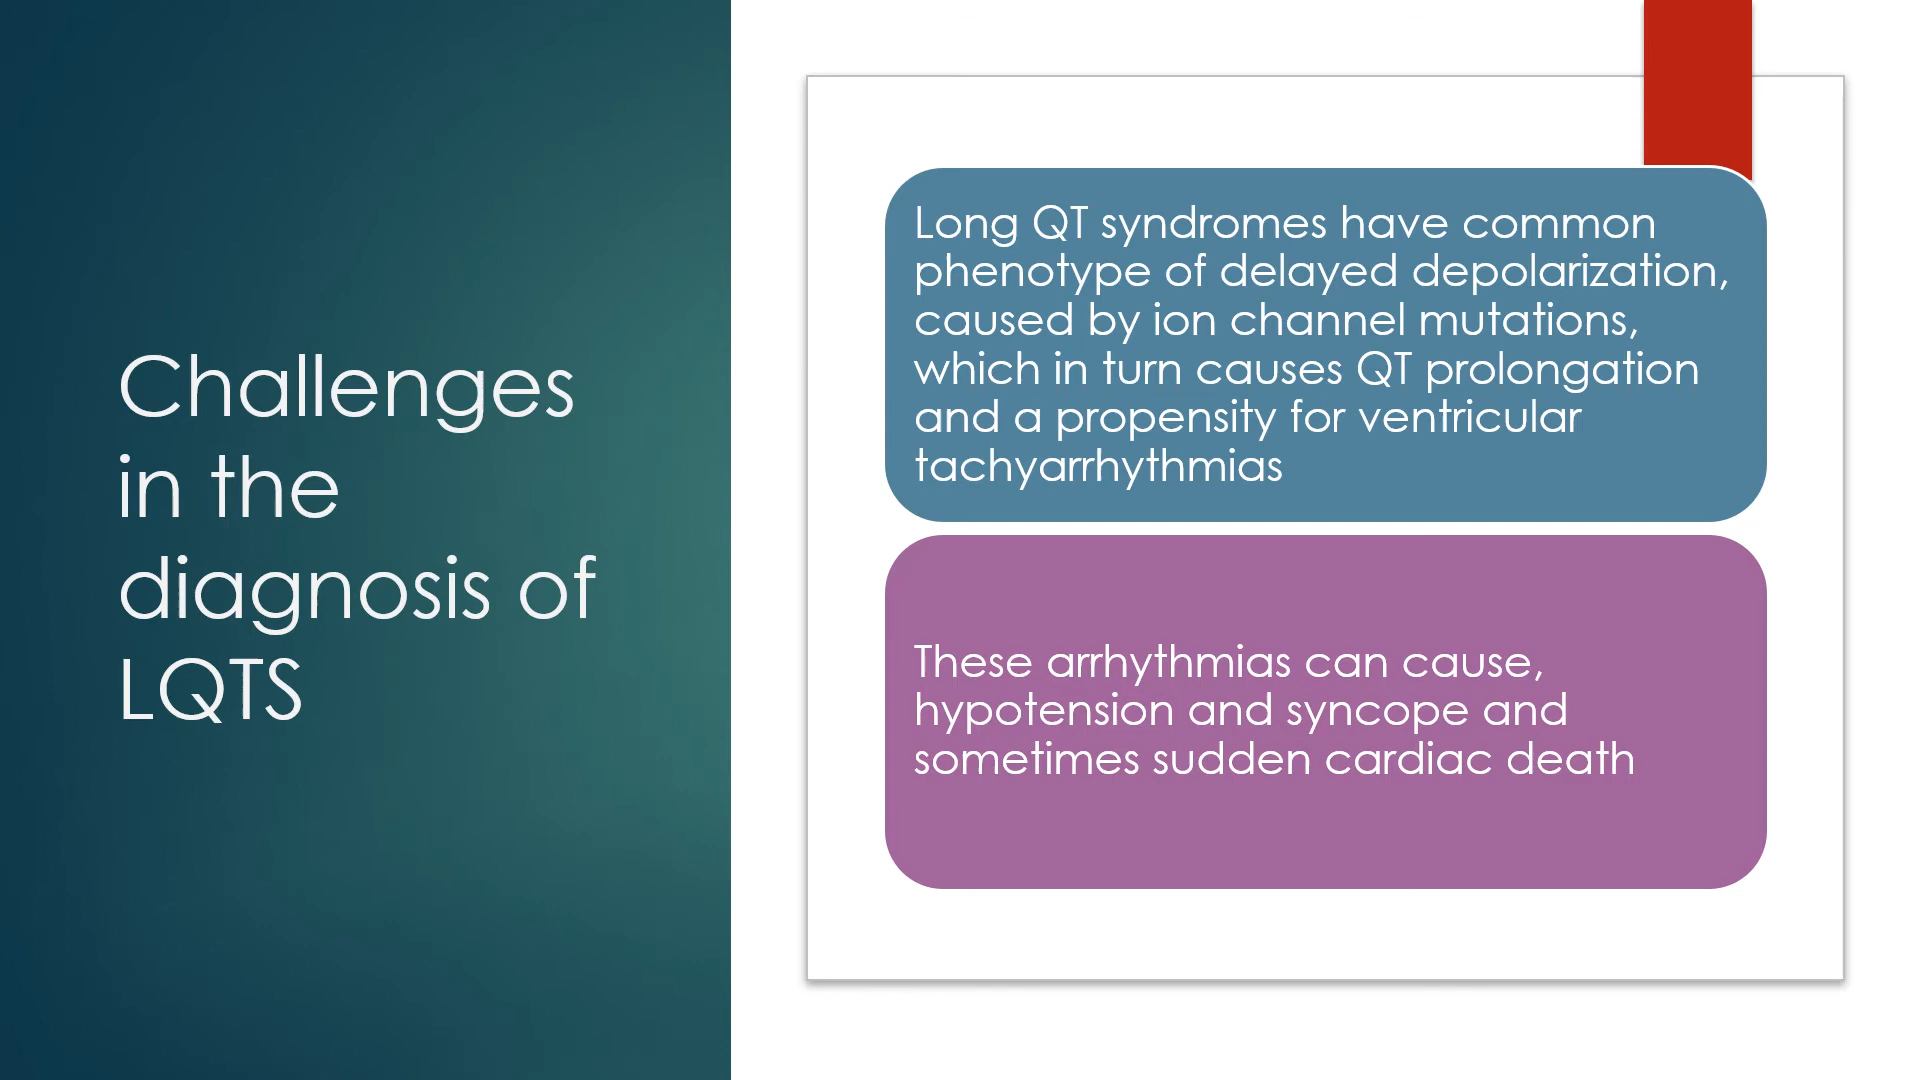 Challenges
in the
diagnosis of
LQTS
Long QT syndromes have common
phenotype of delayed depolarization,
caused by ion channel mutations,
which in turn causes QT prolongation
and a propensity for ventricular
tachyarrhythmias
These arrhythmias can cause,
hypotension and syncope and
sometimes sudden cardiac death